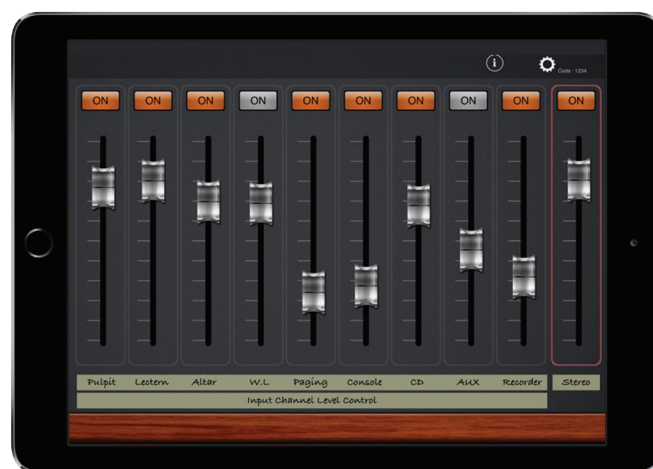 i
Code : 1234
ON ON ON ON ON ON ON ON ON ON
Pulpit Lectern Altar W.L Paging Console CD AUX Recorder Stereo
Input Channel Level Control